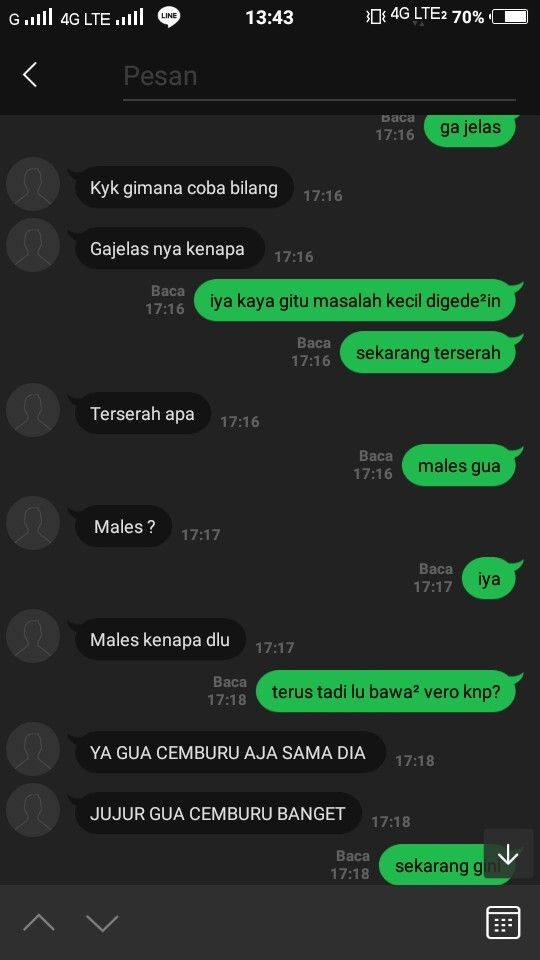 G 4G LTE LINE 13:43 4G LTE2 70%
Pesan
Baca
17:16 ga jelas
Kyk gimana coba bilang 17:16
Gajelas nya kenapa 17:16
Baca
17:16 iya kaya gitu masalah kecil digede²in
Baca
17:16 sekarang terserah
Terserah apa 17:16
Baca
17:16 males gua
Males ? 17:17
Baca
17:17 iya
Males kenapa dlu 17:17
Baca
17:18 terus tadi lu bawa² vero knp?
YA GUA CEMBURU AJA SAMA DIA 17:18
JUJUR GUA CEMBURU BANGET 17:18
Baca
17:18 sekarang gini